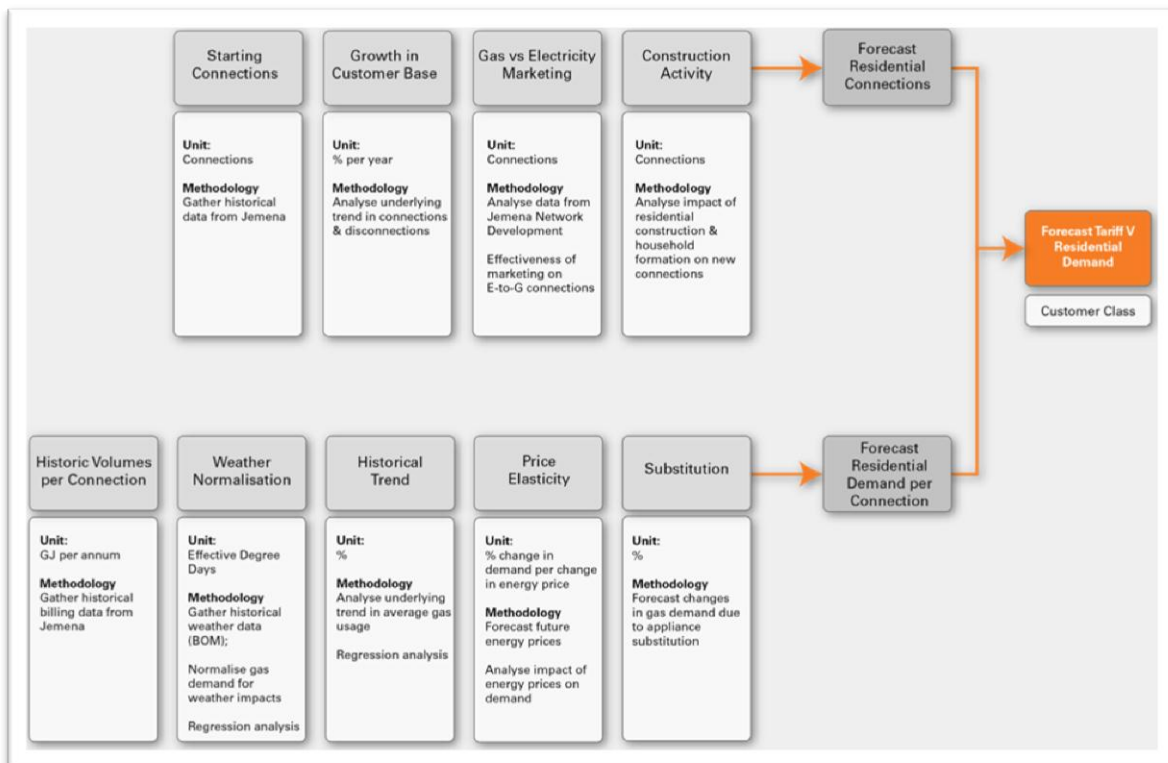 Starting
Connections
Growth in
Customer Base
Gas vs Electricity
Marketing
Construction
Activity
Forecast
Residential
Connections
Unit:
Connections
Methodology
Gather historical
data from Jemena
Unit:
% per year
Methodology
Analyse underlying
trend in connections
& disconnections
Unit:
Connections
Methodology
Analyse data from
Jemena Network
Development
Effectiveness of
marketing on
E-to-G connections
Unit:
Connections
Methodology
Analyse impact of
residential
construction &
household
formation on new
connections
Forecast Tariff V
Residential
Demand
Customer Class
Historic Volumes
per Connection
Weather
Normalisation
Historical
Trend
Price
Elasticity
Substitution
Forecast
Residential
Demand per
Connection
Unit:
GJ per annum
Methodology
Gather historical
billing data from
Jemena
Unit:
Effective Degree
Days
Methodology
Gather historical
weather data
(BOM);
Normalise gas
demand for
weather impacts
Regression analysis
Unit:
%
Methodology
Analyse underlying
trend in average gas
usage
Regression analysis
Unit:
% change in
demand per change
in energy price
Methodology
Forecast future
energy prices
Analyse impact of
energy prices on
demand
Unit:
%
Methodology
Forecast changes
in gas demand due
to appliance
substitution